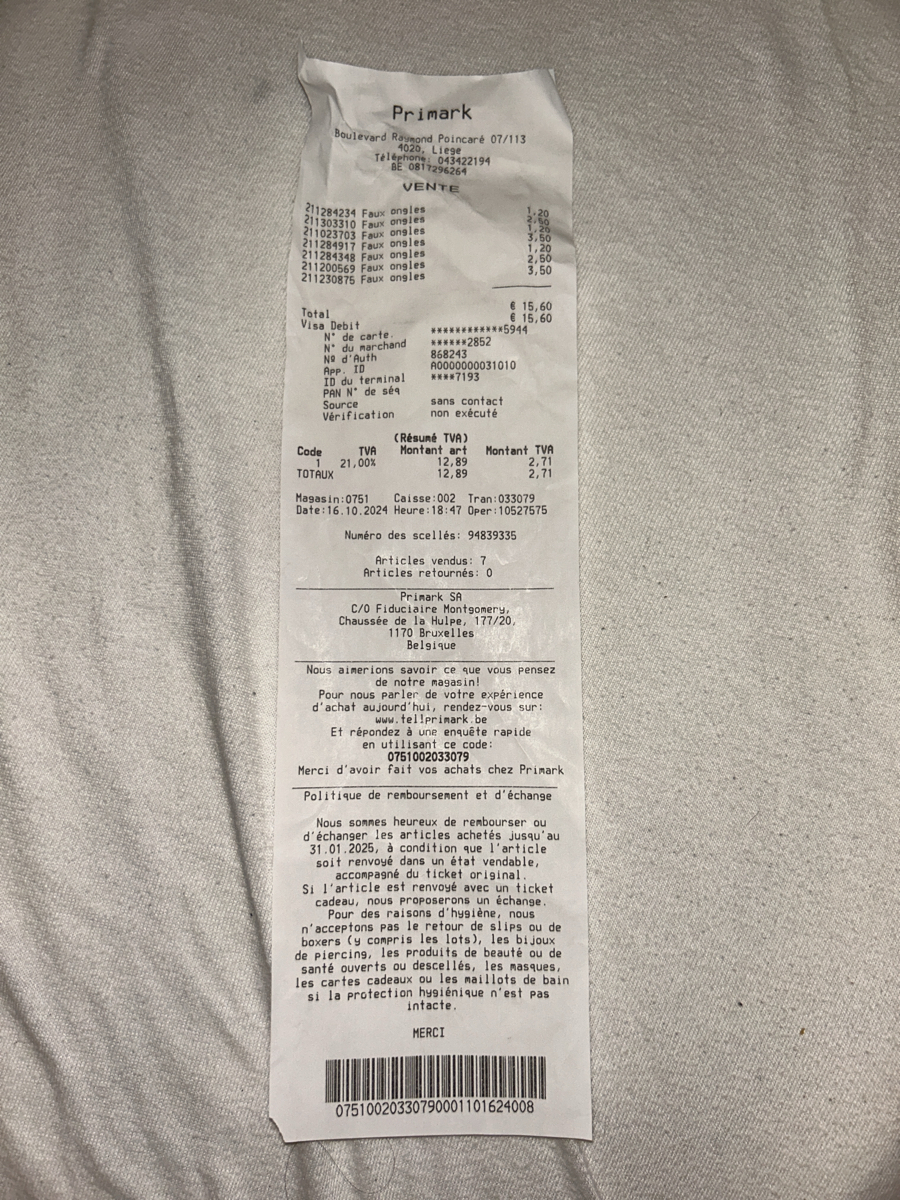 Primark
Boulevard Raymond Poincaré 07/113
4020, Liege
Téléphone: 043422194
BE 0817296264
VENTE
211284234 Faux ongles 1,20
211303310 Faux ongles 2,50
211023703 Faux ongles 1,20
211284917 Faux ongles 3,50
211284348 Faux ongles 1,20
211200569 Faux ongles 2,50
211230875 Faux ongles 3,50
Total € 15,60
Visa Debit € 15,60
N° de carte. ************5944
N° du marchand ******2852
Nº d'Auth 868243
App. ID A0000000031010
ID du terminal ****7193
PAN N° de séq
Source sans contact
Vérification non exécuté
(Résumé TVA)
Code TVA Montant art Montant TVA
1 21,00% 12,89 2,71
TOTAUX 12,89 2,71
Magasin:0751 Caisse:002 Tran:033079
Date:16.10.2024 Heure:18:47 Oper:10527575
Numéro des scellés: 94839335
Articles vendus: 7
Articles retournés: 0
Primark SA
C/O Fiduciaire Montgomery,
Chaussée de la Hulpe, 177/20,
1170 Bruxelles
Belgique
Nous aimerions savoir ce que vous pensez
de notre magasin!
Pour nous parler de votre expérience
d'achat aujourd'hui, rendez-vous sur:
www.tellprimark.be
Et répondez à une enquête rapide
en utilisant ce code:
0751002033079
Merci d'avoir fait vos achats chez Primark
Politique de remboursement et d'échange
Nous sommes heureux de rembourser ou
d'échanger les articles achetés jusqu'au
31.01.2025, à condition que l'article
soit renvoyé dans un état vendable,
accompagné du ticket original.
Si l'article est renvoyé avec un ticket
cadeau, nous proposerons un échange.
Pour des raisons d'hygiène, nous
n'acceptons pas le retour de slips ou de
boxers (y compris les lots), les bijoux
de piercing, les produits de beauté ou de
santé ouverts ou descellés, les masques,
les cartes cadeaux ou les maillots de bain
si la protection hygiénique n'est pas
intacte.
MERCI
07510020330790001101624008